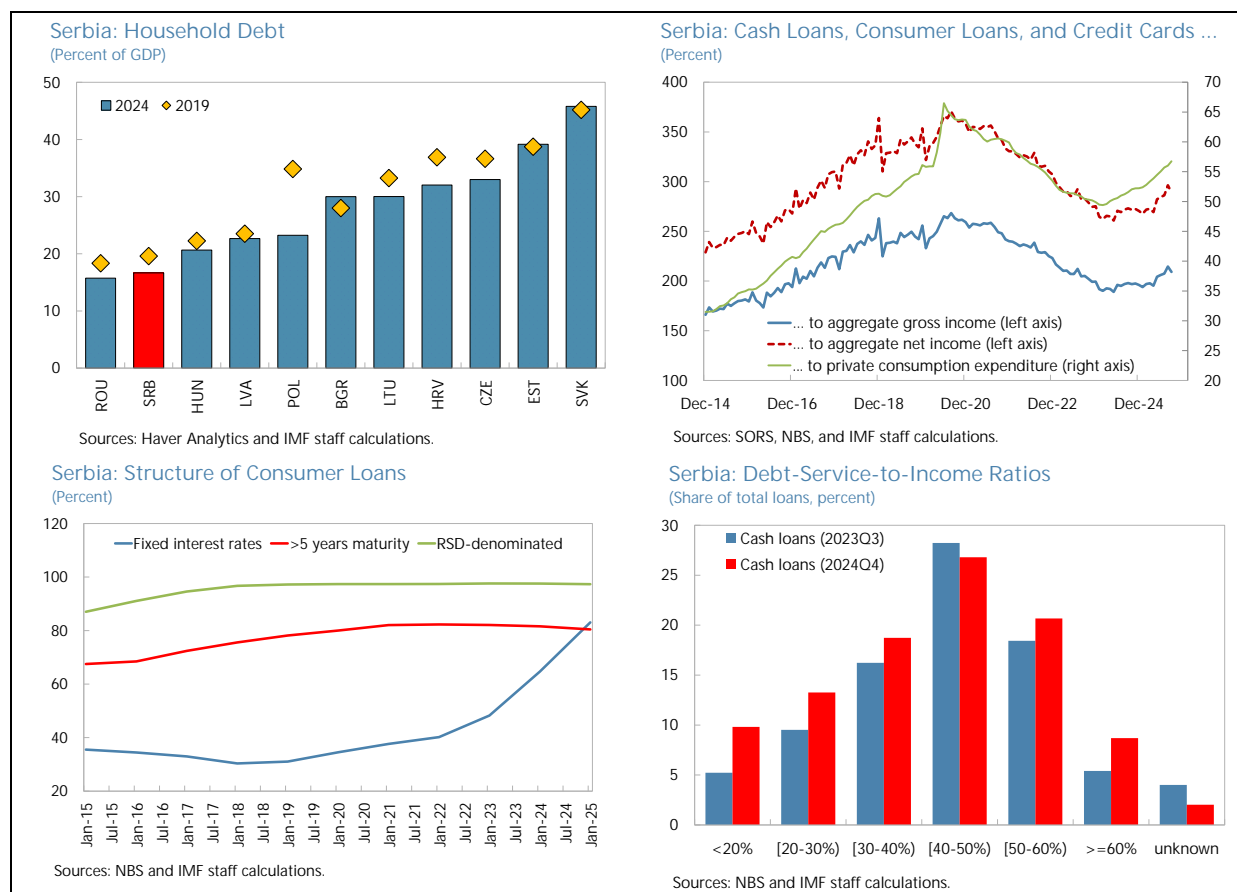 Serbia: Household Debt
(Percent of GDP)
50
40
30
20
10
0
2024
2019
ROU
SRB
HUN
LVA
POL
BGR
LTU
HRV
CZE
EST
SVK
Sources: Haver Analytics and IMF staff calculations.
Serbia: Cash Loans, Consumer Loans, and Credit Cards ...
(Percent)
400
350
300
250
200
150
100
70
65
60
55
50
45
40
35
30
25
20
... to aggregate gross income (left axis)
... to aggregate net income (left axis)
... to private consumption expenditure (right axis)
Dec-14
Dec-16
Dec-18
Dec-20
Dec-22
Dec-24
Sources: SORS, NBS, and IMF staff calculations.
Serbia: Structure of Consumer Loans
(Percent)
120
100
80
60
40
20
Fixed interest rates
>5 years maturity
RSD-denominated
Jan-15
Jul-15
Jan-16
Jul-16
Jan-17
Jul-17
Jan-18
Jul-18
Jan-19
Jul-19
Jan-20
Jul-20
Jan-21
Jul-21
Jan-22
Jul-22
Jan-23
Jul-23
Jan-24
Jul-24
Jan-25
Sources: NBS and IMF staff calculations.
Serbia: Debt-Service-to-Income Ratios
(Share of total loans, percent)
30
25
20
15
10
5
0
Cash loans (2023Q3)
Cash loans (2024Q4)
<20%
[20-30%)
[30-40%)
[40-50%)
[50-60%)
>=60%
unknown
Sources: NBS and IMF staff calculations.